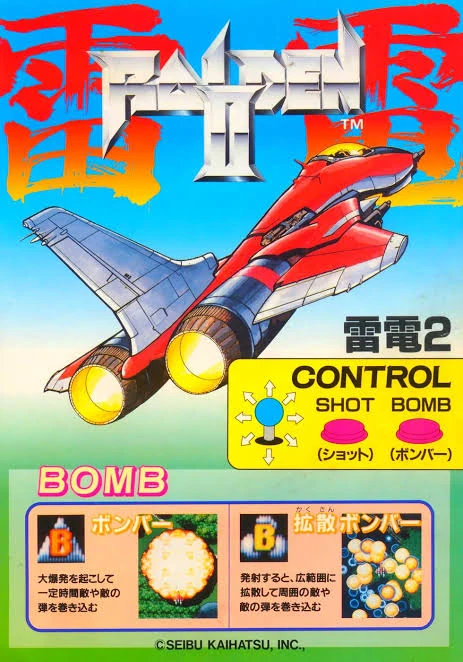 雷電
RAIDEN
II
TM
雷電2
CONTROL
SHOT BOMB
(ショット) (ボンバー)
BOMB
B
ボンバー
大爆発を起こして
一定時間敵や敵の
弾を巻き込む
B
かくさん
拡散ボンバー
発射すると、広範囲に
拡散して周囲の敵や
敵の弾を巻き込む
©SEIBU KAIHATSU, INC.,